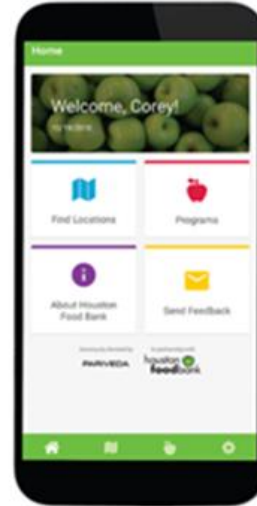 Home
Welcome, Corey!
Find Locations
Programs
About Houston
Food Bank
Send Feedback
PARIVEDA
houston
foodbank